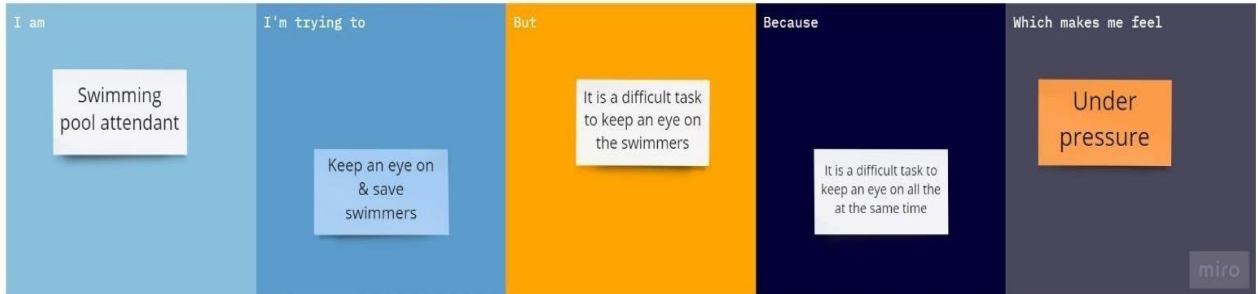 I am
Swimming
pool attendant
I'm trying to
Keep an eye on
& save
swimmers
But
It is a difficult task
to keep an eye on
the swimmers
Because
It is a difficult task to
keep an eye on all the
at the same time
Which makes me feel
Under
pressure
miro